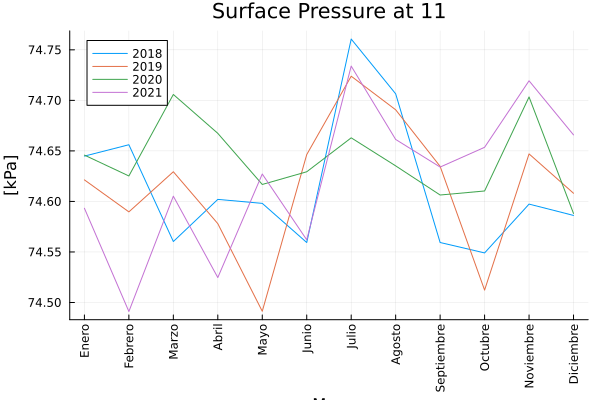 Surface Pressure at 11
[kPa]
74.75
74.70
74.65
74.60
74.55
74.50
2018
2019
2020
2021
Enero
Febrero
Marzo
Abril
Mayo
Junio
Julio
Agosto
Septiembre
Octubre
Noviembre
Diciembre